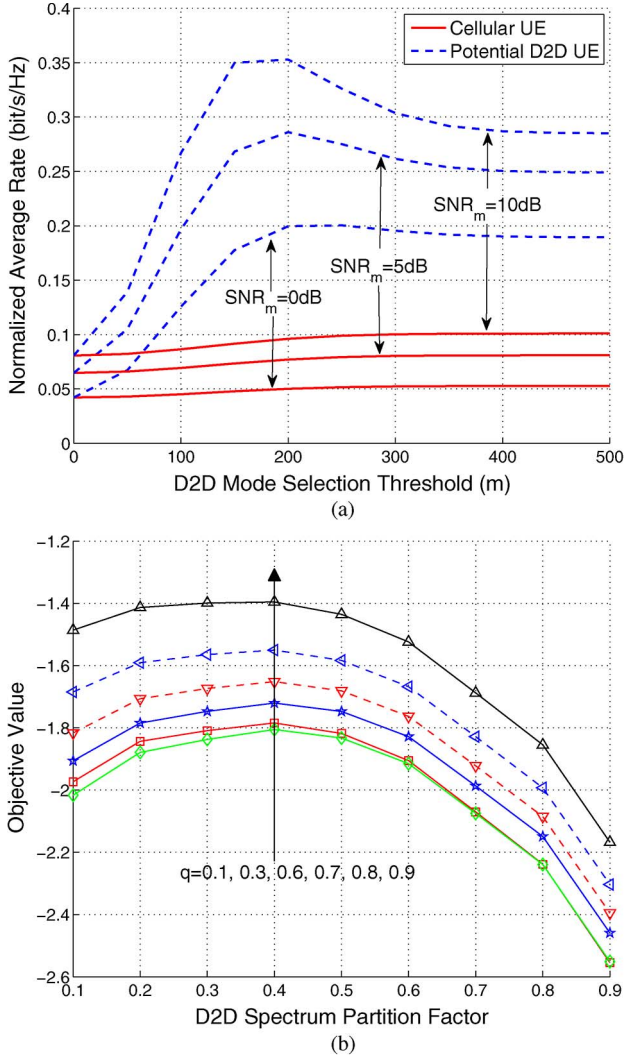 0.4
0.35
0.3
0.25
0.2
0.15
0.1
0.05
0
Normalized Average Rate (bit/s/Hz)
Cellular UE
Potential D2D UE
SNR_m=10dB
SNR_m=5dB
SNR_m=0dB
0 100 200 300 400 500
D2D Mode Selection Threshold (m)
(a)
−1.2
−1.4
−1.6
−1.8
−2
−2.2
−2.4
−2.6
Objective Value
q=0.1, 0.3, 0.6, 0.7, 0.8, 0.9
0.1 0.2 0.3 0.4 0.5 0.6 0.7 0.8 0.9
D2D Spectrum Partition Factor
(b)